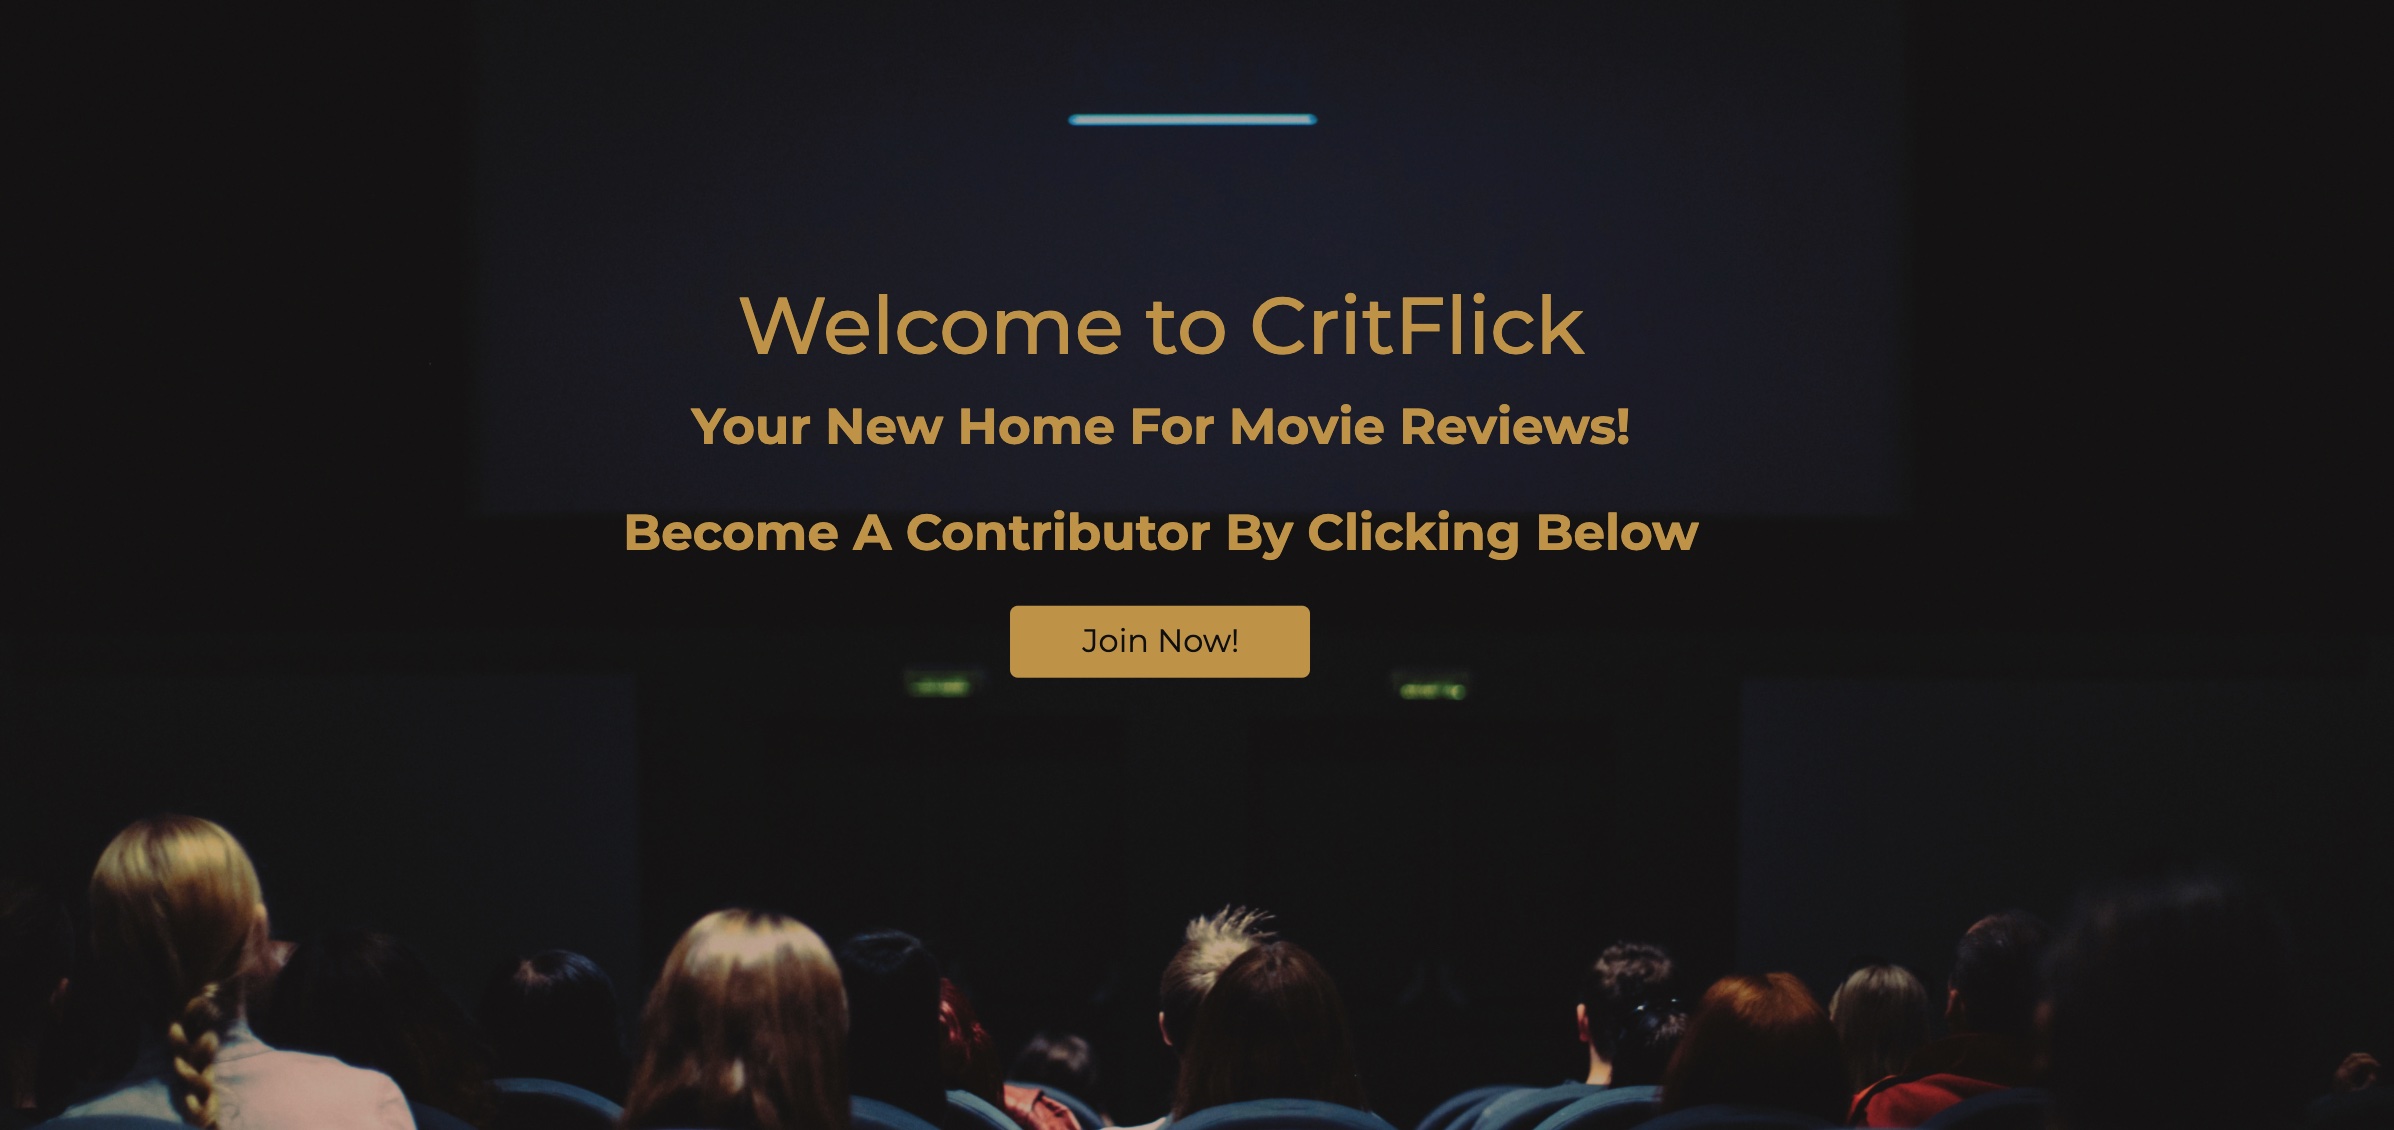 Welcome to CritFlick
Your New Home For Movie Reviews!
Become A Contributor By Clicking Below
Join Now!